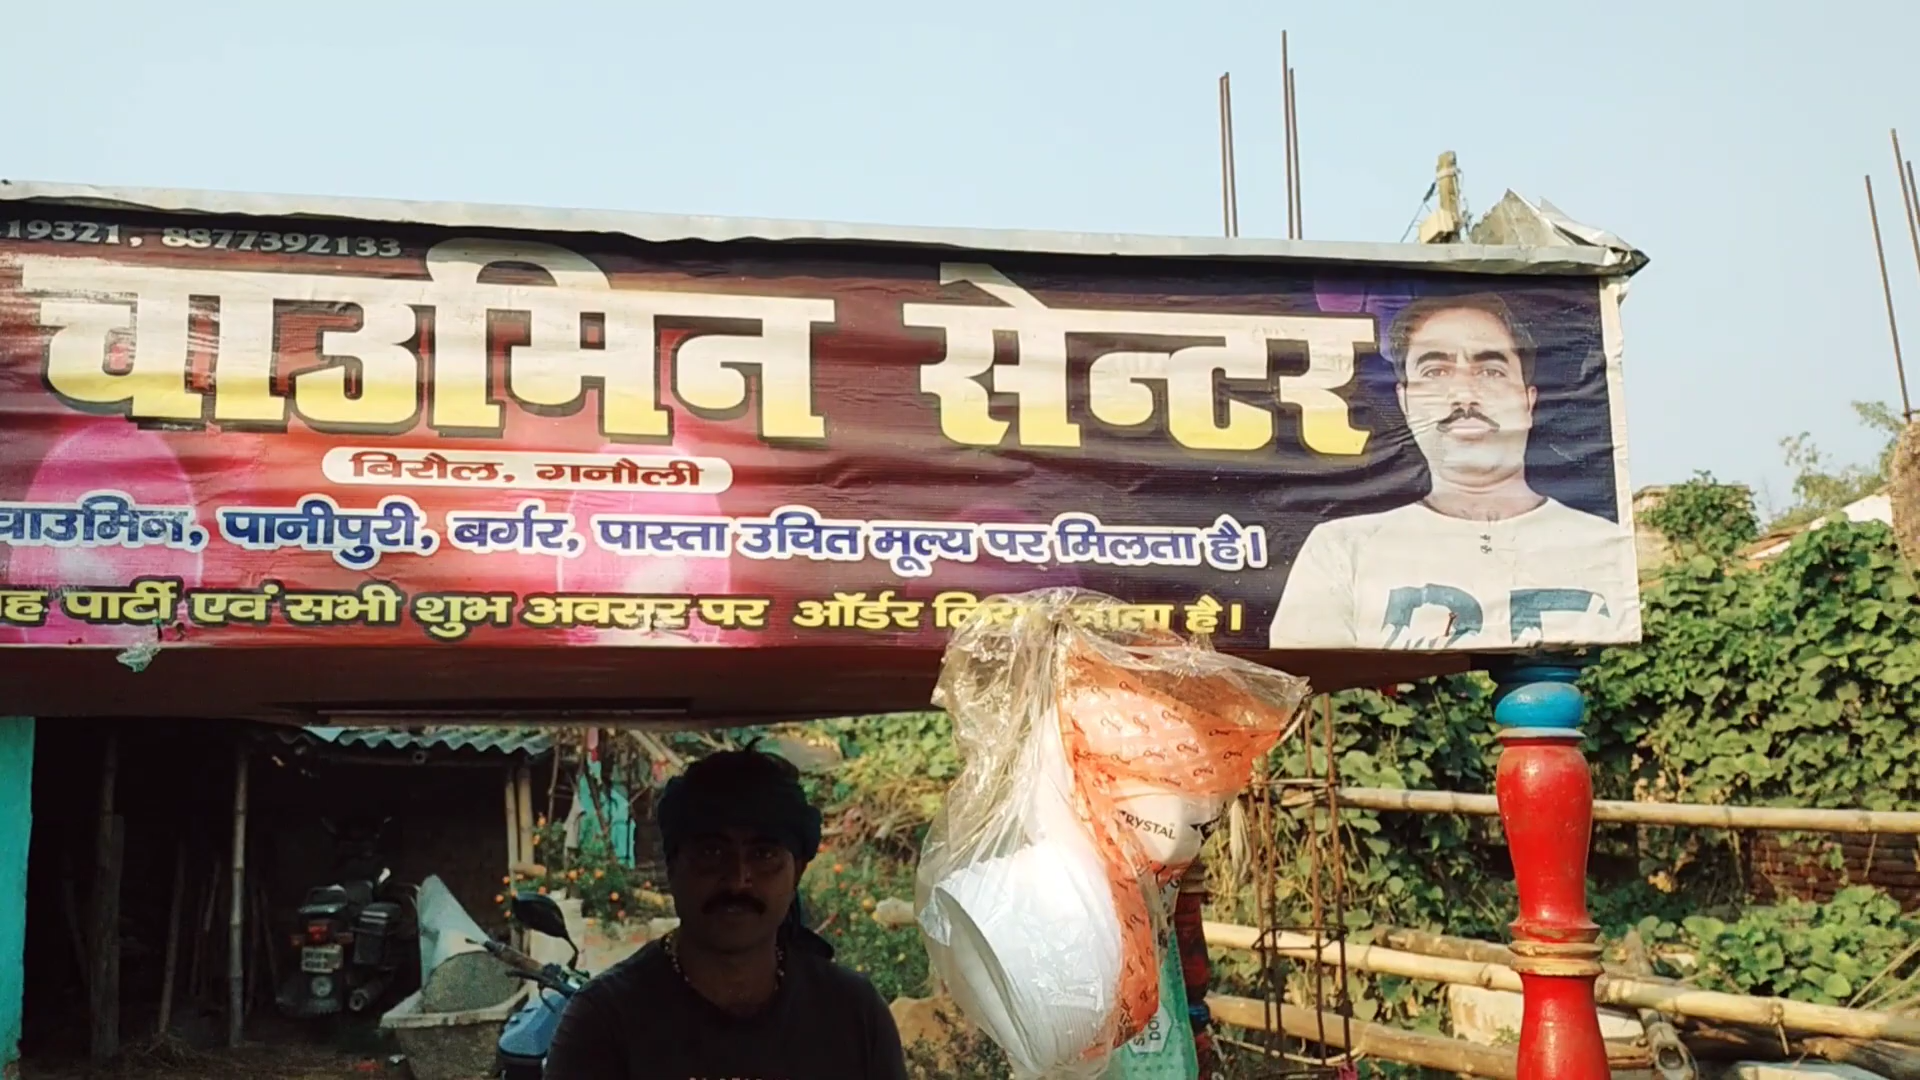 19321, 8877392133
चाउमिन सेन्टर
बिरौल, गनौली
चाउमिन, पानीपुरी, बर्गर, पास्ता उचित मूल्य पर मिलता है।
पार्टी एवं सभी शुभ अवसर पर ऑर्डर लिया जाता है।
CRYSTAL